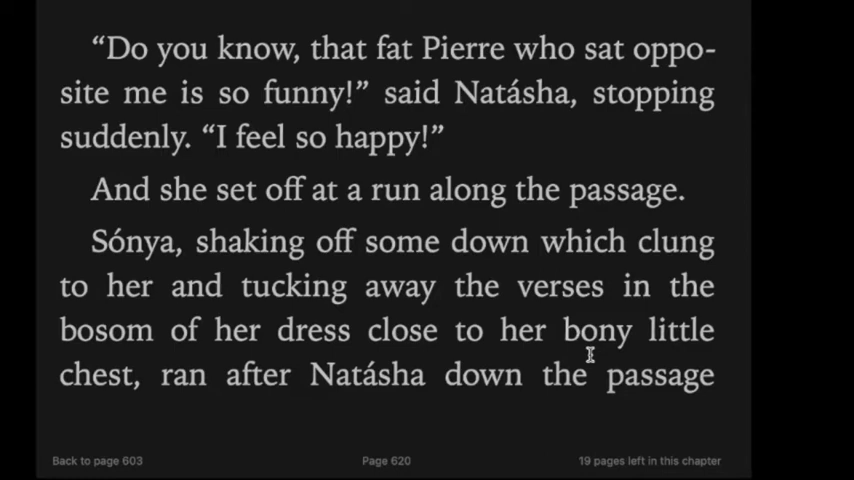 “Do you know, that fat Pierre who sat oppo-
site me is so funny!” said Natásha, stopping
suddenly. “I feel so happy!”
And she set off at a run along the passage.
Sónya, shaking off some down which clung
to her and tucking away the verses in the
bosom of her dress close to her bony little
chest, ran after Natásha down the passage
Back to page 603 Page 620 19 pages left in this chapter